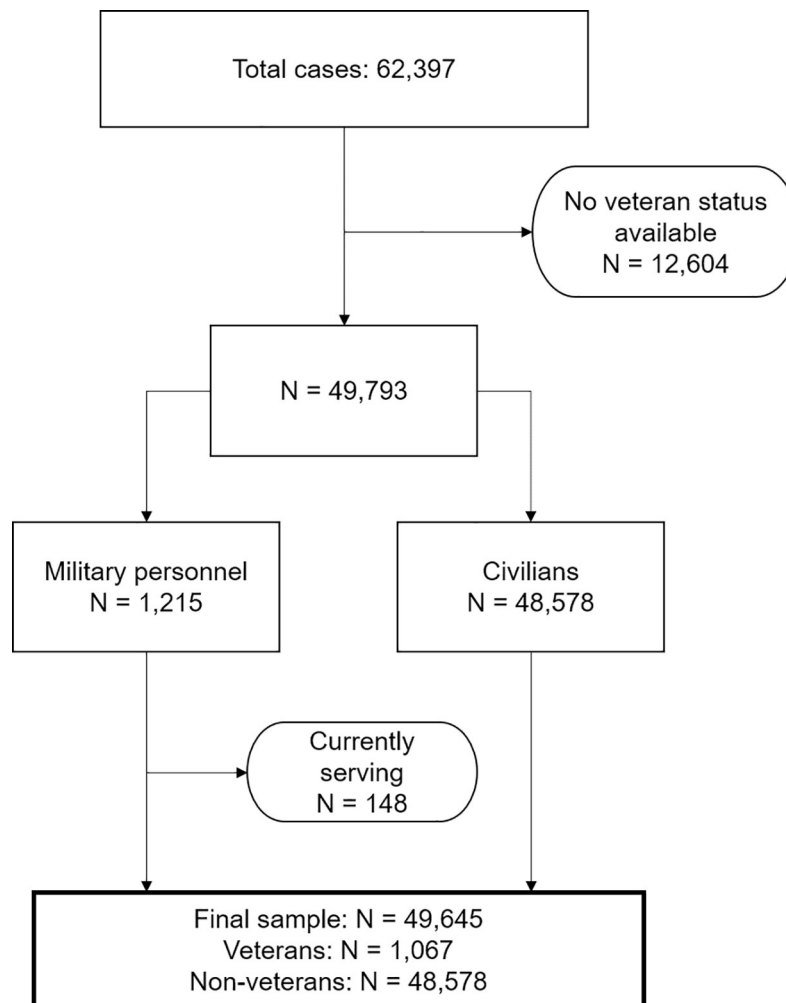 Total cases: 62,397
No veteran status
available
N = 12,604
N = 49,793
Military personnel
N = 1,215
Civilians
N = 48,578
Currently
serving
N = 148
Final sample: N = 49,645
Veterans: N = 1,067
Non-veterans: N = 48,578